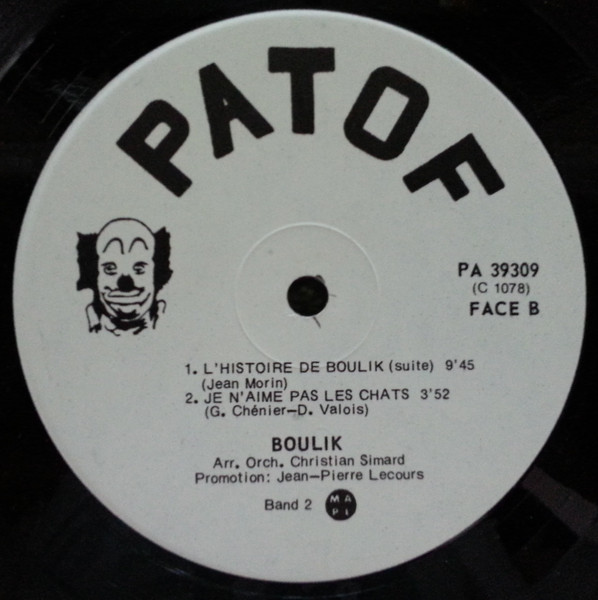 PATOF
PA 39309
(C 1078)
FACE B
1. L'HISTOIRE DE BOULIK (suite) 9'45
(Jean Morin)
2. JE N'AIME PAS LES CHATS 3'52
(G. Chénier—D. Valois)
BOULIK
Arr. Orch. Christian Simard
Promotion: Jean—Pierre Lecours
Band 2
MA
PL